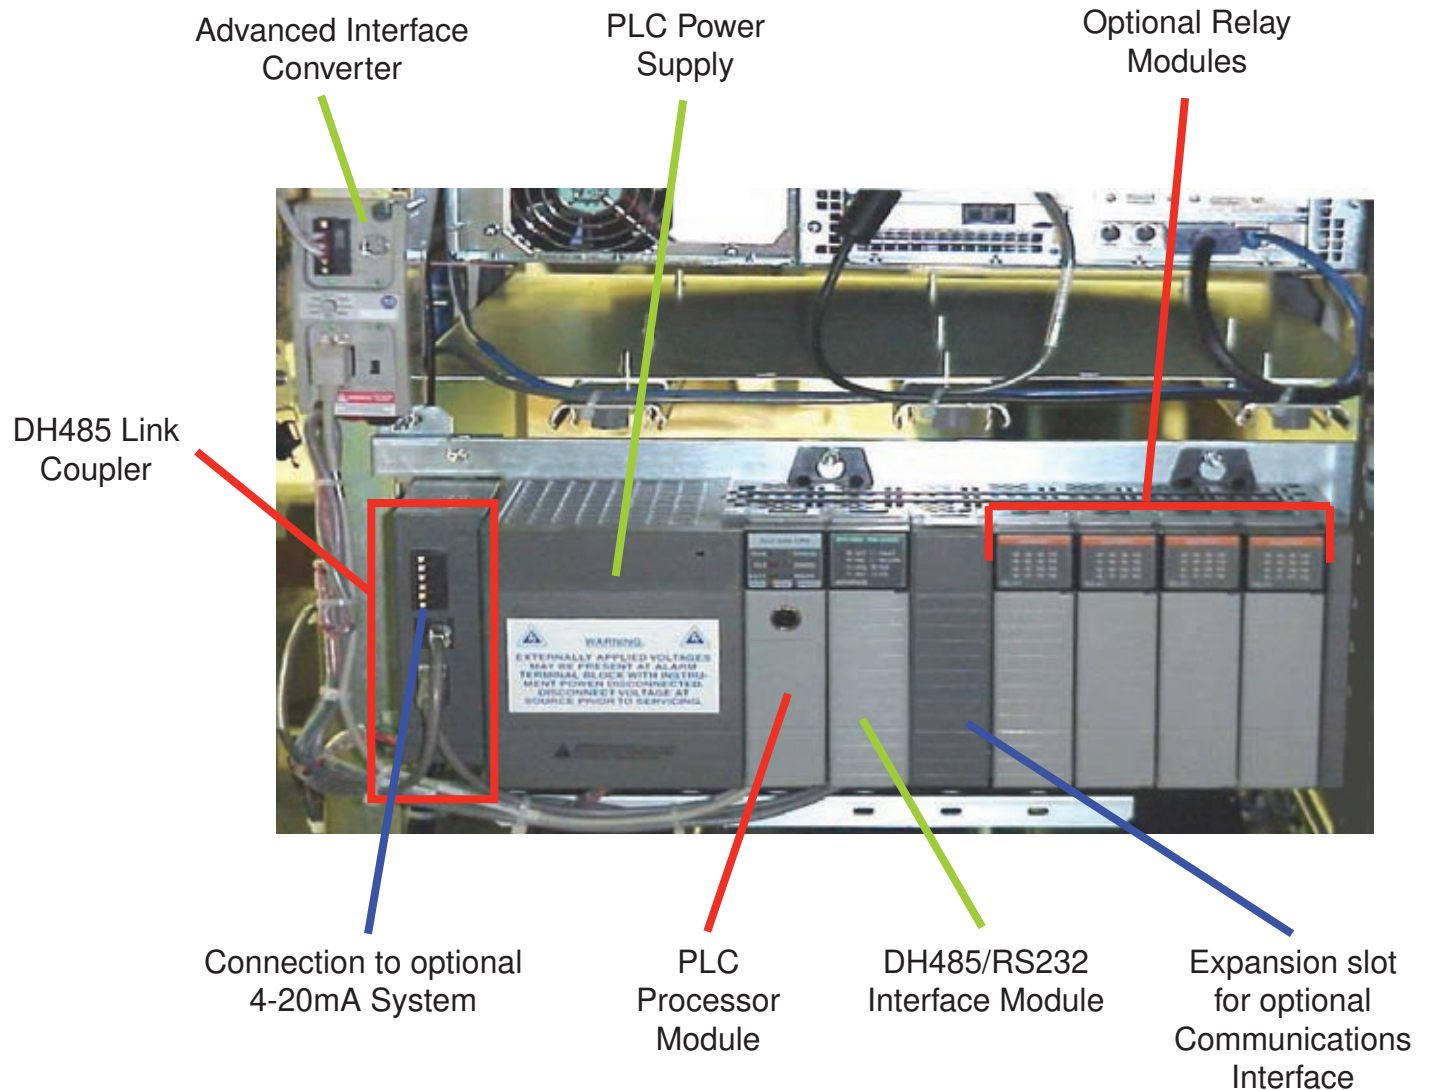 Advanced Interface
Converter
PLC Power
Supply
Optional Relay
Modules
DH485 Link
Coupler
WARNING
EXTERNALLY APPLIED VOLTAGES
MAY BE PRESENT AT ALARM
TERMINAL BLOCK WITH INSTRU-
MENT POWER DISCONNECTED.
DISCONNECT VOLTAGE AT
SOURCE PRIOR TO SERVICING.
Connection to optional
4-20mA System
PLC
Processor
Module
DH485/RS232
Interface Module
Expansion slot
for optional
Communications
Interface